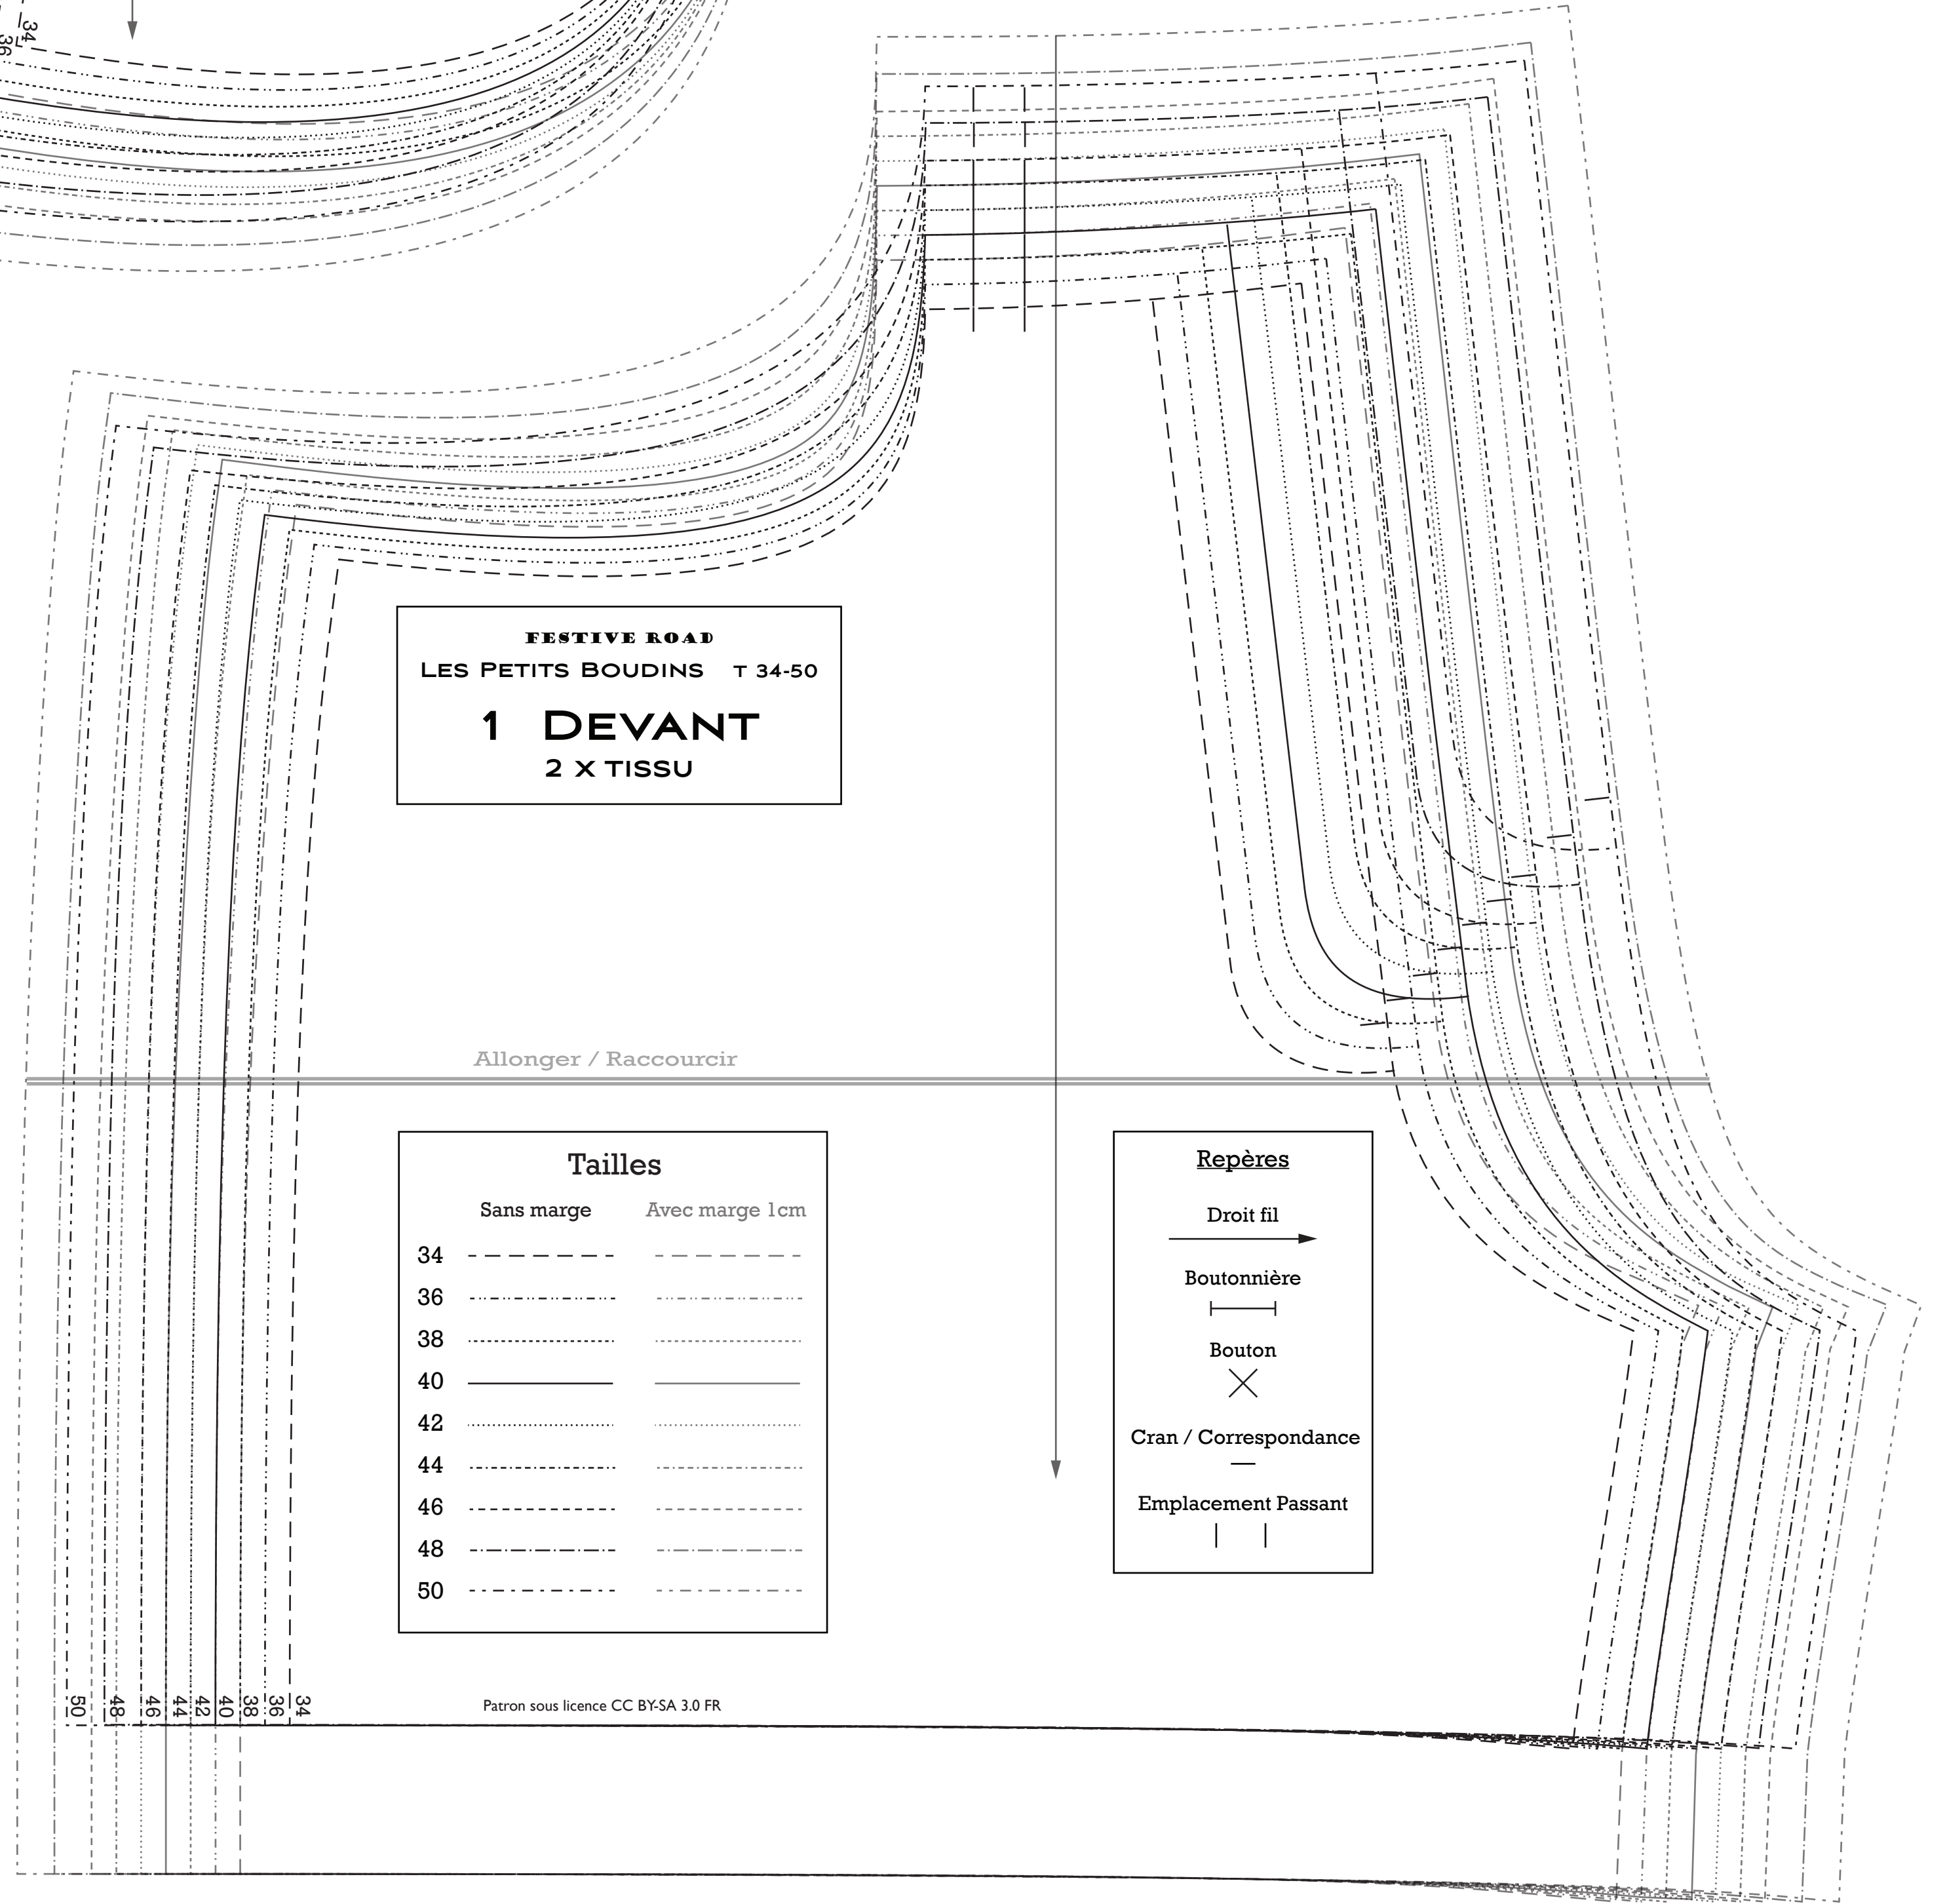 34
36
FESTIVE ROAD
LES PETITS BOUDINS T 34-50
1 DEVANT
2 X TISSU
Allonger / Raccourcir
Tailles
Sans marge Avec marge 1cm
34
36
38
40
42
44
46
48
50
Repères
Droit fil
Boutonnière
Bouton
Cran / Correspondance
Emplacement Passant
50 48 46 44 42 40 38 36 34
Patron sous licence CC BY-SA 3.0 FR